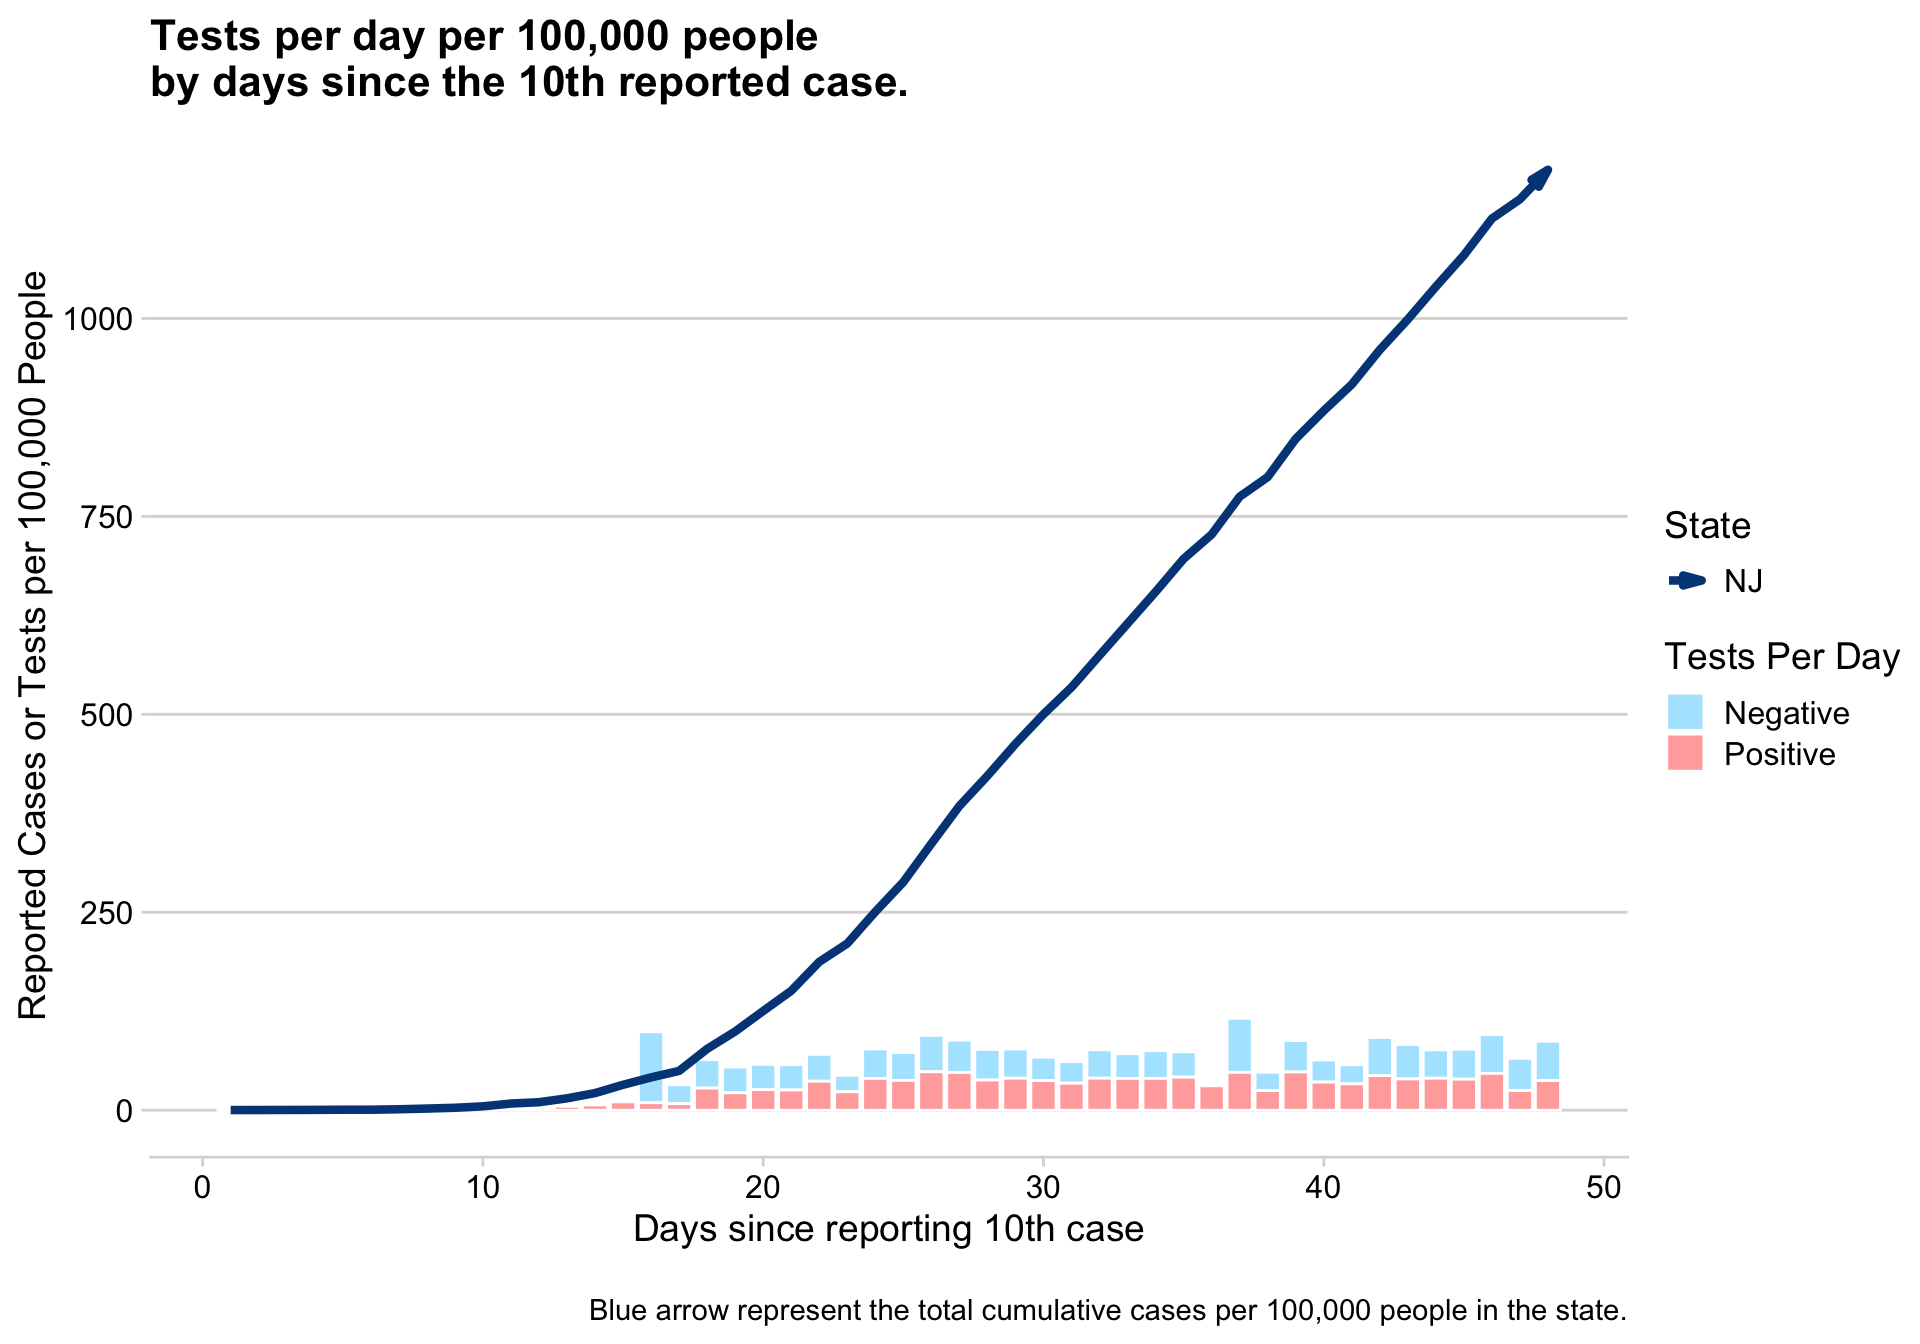 Tests per day per 100,000 people
by days since the 10th reported case.
Reported Cases or Tests per 100,000 People
1000
750
500
250
0
0
10
20
30
40
50
Days since reporting 10th case
State
NJ
Tests Per Day
Negative
Positive
Blue arrow represent the total cumulative cases per 100,000 people in the state.